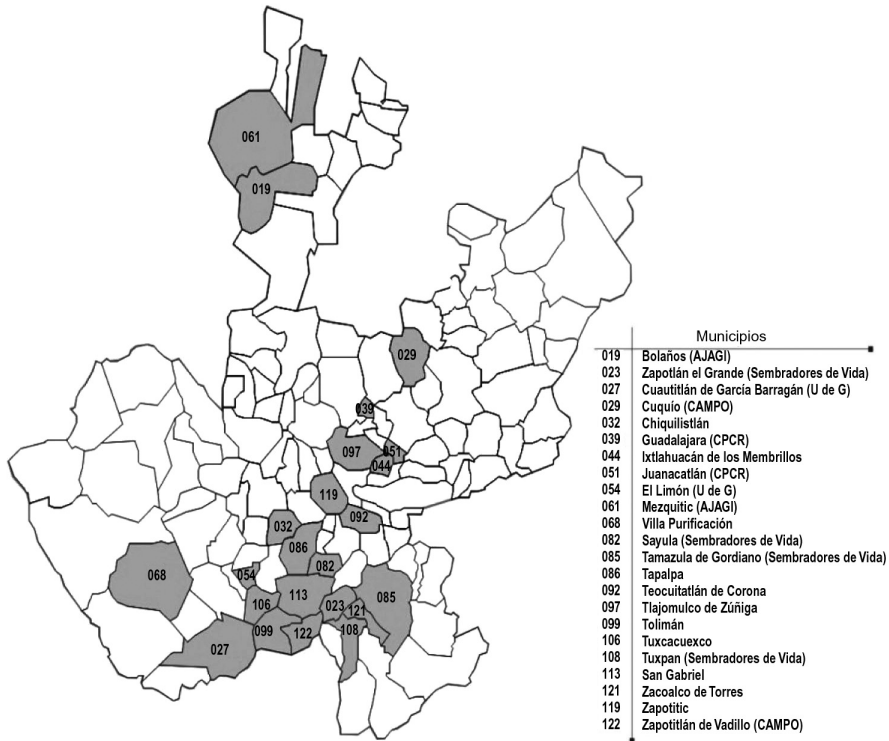 061
019
029
039
051
097
044
119
092
032
086
082
054
068
113
085
106
023
121
099
122
108
027
Municipios
019 Bolaños (AJAGI)
023 Zapotlán el Grande (Sembradores de Vida)
027 Cuautitlán de García Barragán (U de G)
029 Cuquío (CAMPO)
032 Chiquilistlán
039 Guadalajara (CPCR)
044 Ixtlahuacán de los Membrillos
051 Juanacatlán (CPCR)
054 El Limón (U de G)
061 Mezquitic (AJAGI)
068 Villa Purificación
082 Sayula (Sembradores de Vida)
085 Tamazula de Gordiano (Sembradores de Vida)
086 Tapalpa
092 Teocuitatlán de Corona
097 Tlajomulco de Zúñiga
099 Tolimán
106 Tuxcacuexco
108 Tuxpan (Sembradores de Vida)
113 San Gabriel
121 Zacoalco de Torres
119 Zapotitic
122 Zapotitlán de Vadillo (CAMPO)